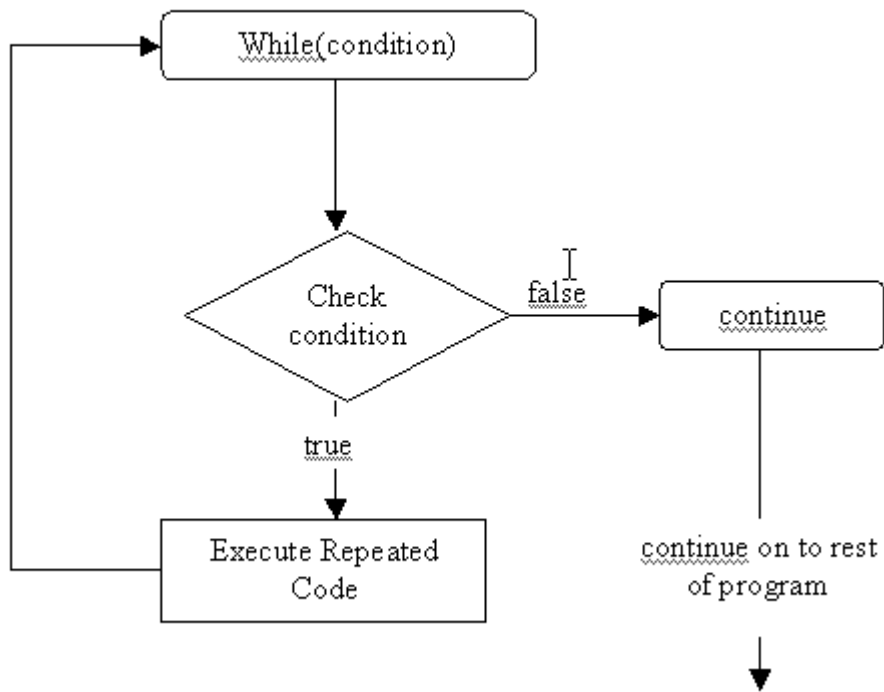 While(condition)
Check
condition
false
continue
true
Execute Repeated
Code
continue on to rest
of program